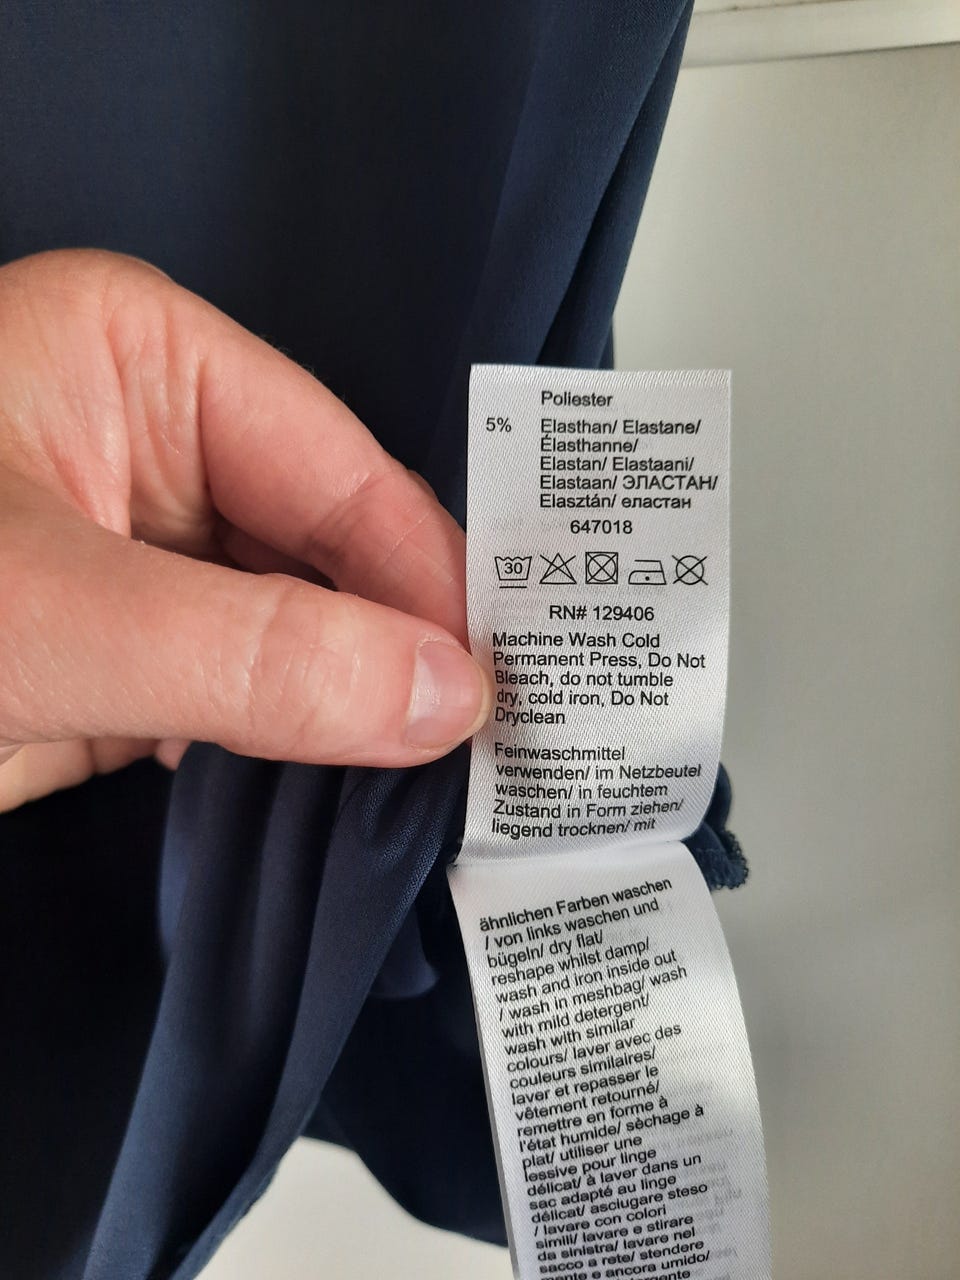 Poliester
5% Elasthan/ Elastane/
Élasthanne/
Elastan/ Elastaani/
Elastaan/ ЭЛАСТАН/
Elasztán/ еластан
647018
30
RN# 129406
Machine Wash Cold
Permanent Press, Do Not
Bleach, do not tumble
dry, cold iron, Do Not
Dryclean
Feinwaschmittel
verwenden/ im Netzbeutel
waschen/ in feuchtem
Zustand in Form ziehen/
liegend trocknen/ mit
ähnlichen Farben waschen
/ von links waschen und
bügeln/ dry flat/
reshape whilst damp/
wash and iron inside out
/ wash in meshbag/ wash
with mild detergent/
wash with similar
colours/ laver avec des
couleurs similaires/
laver et repasser le
vêtement retourné/
remettre en forme à
l'état humide/ sèchage à
plat/ utiliser une
lessive pour linge
délicat/ à laver dans un
sac adapté au linge
délicat/ asciugare steso
/ lavare con colori
simili/ lavare e stirare
da sinistra/ lavare nel
sacco a rete/ stendere
mente e ancora umido/